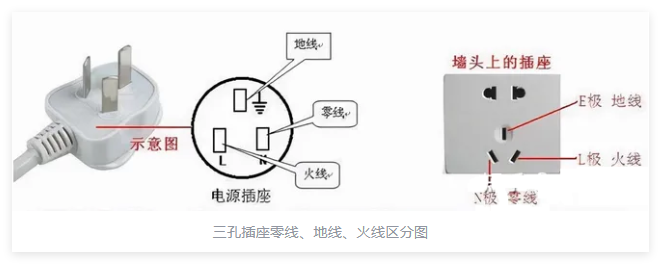 地线
墙头上的插座
E极 地线
零线
示意图
L
N
火线
L极 火线
电源插座
N极 零线
三孔插座零线、地线、火线区分图